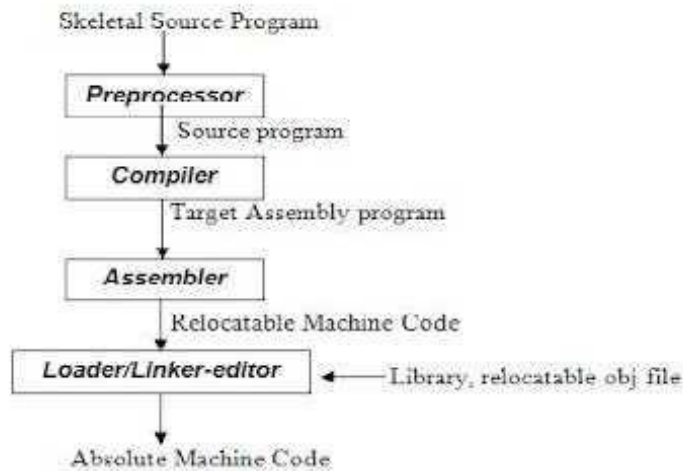 Skeletal Source Program
Preprocessor
Source program
Compiler
Target Assembly program
Assembler
Relocatable Machine Code
Loader/Linker-editor
Library, relocatable obj file
Absolute Machine Code